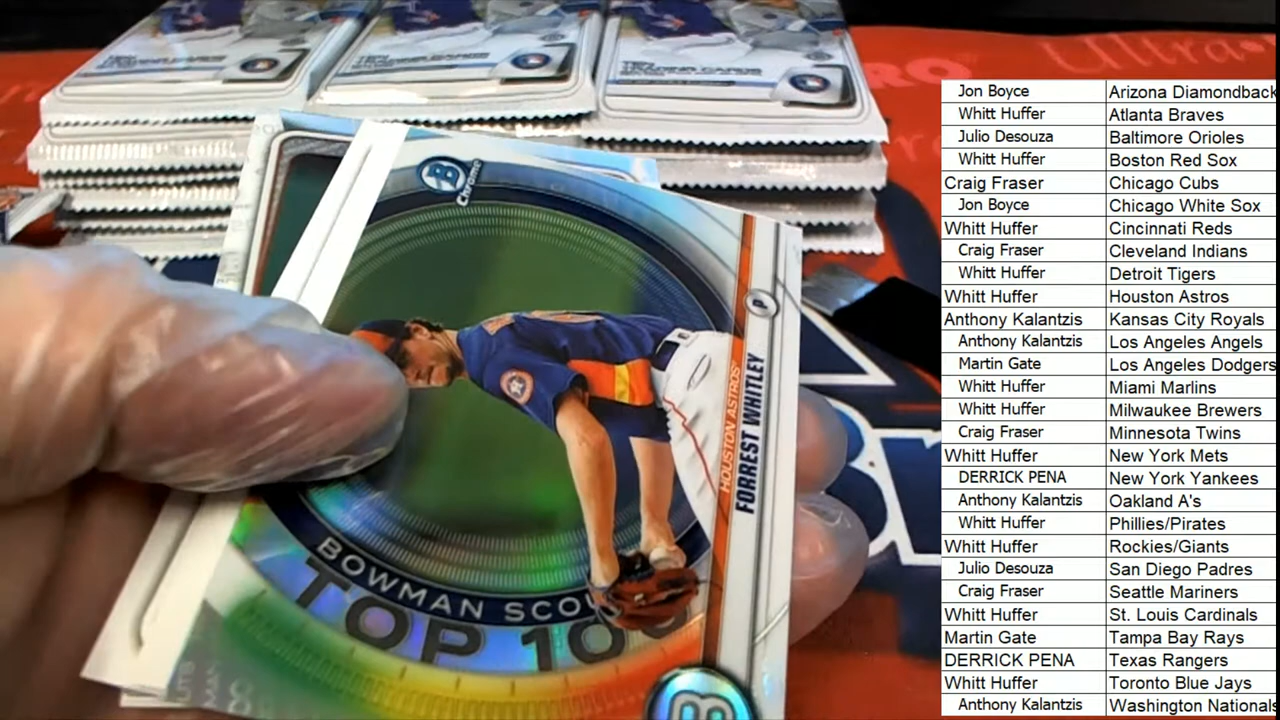 Jon Boyce Arizona Diamondback
Whitt Huffer Atlanta Braves
Julio Desouza Baltimore Orioles
Whitt Huffer Boston Red Sox
Craig Fraser Chicago Cubs
Jon Boyce Chicago White Sox
Whitt Huffer Cincinnati Reds
Craig Fraser Cleveland Indians
Whitt Huffer Detroit Tigers
Whitt Huffer Houston Astros
Anthony Kalantzis Kansas City Royals
Anthony Kalantzis Los Angeles Angels
Martin Gate Los Angeles Dodgers
Whitt Huffer Miami Marlins
Whitt Huffer Milwaukee Brewers
Craig Fraser Minnesota Twins
Whitt Huffer New York Mets
DERRICK PENA New York Yankees
Anthony Kalantzis Oakland A's
Whitt Huffer Phillies/Pirates
Whitt Huffer Rockies/Giants
Julio Desouza San Diego Padres
Craig Fraser Seattle Mariners
Whitt Huffer St. Louis Cardinals
Martin Gate Tampa Bay Rays
DERRICK PENA Texas Rangers
Whitt Huffer Toronto Blue Jays
Anthony Kalantzis Washington Nationals
B chrome
P
HOUSTON ASTROS
FORREST WHITLEY
BOWMAN SCOU
TOP 100
B